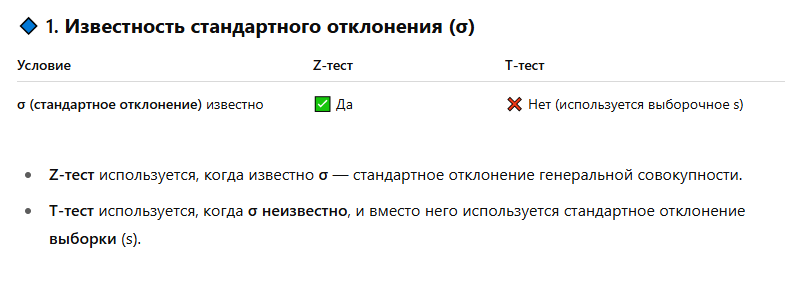 🔷 1. Известность стандартного отклонения (σ)
Условие Z-тест T-тест
σ (стандартное отклонение) известно ✅ Да ❌ Нет (используется выборочное s)
• Z-тест используется, когда известно σ — стандартное отклонение генеральной совокупности.
• T-тест используется, когда σ неизвестно, и вместо него используется стандартное отклонение
выборки (s).